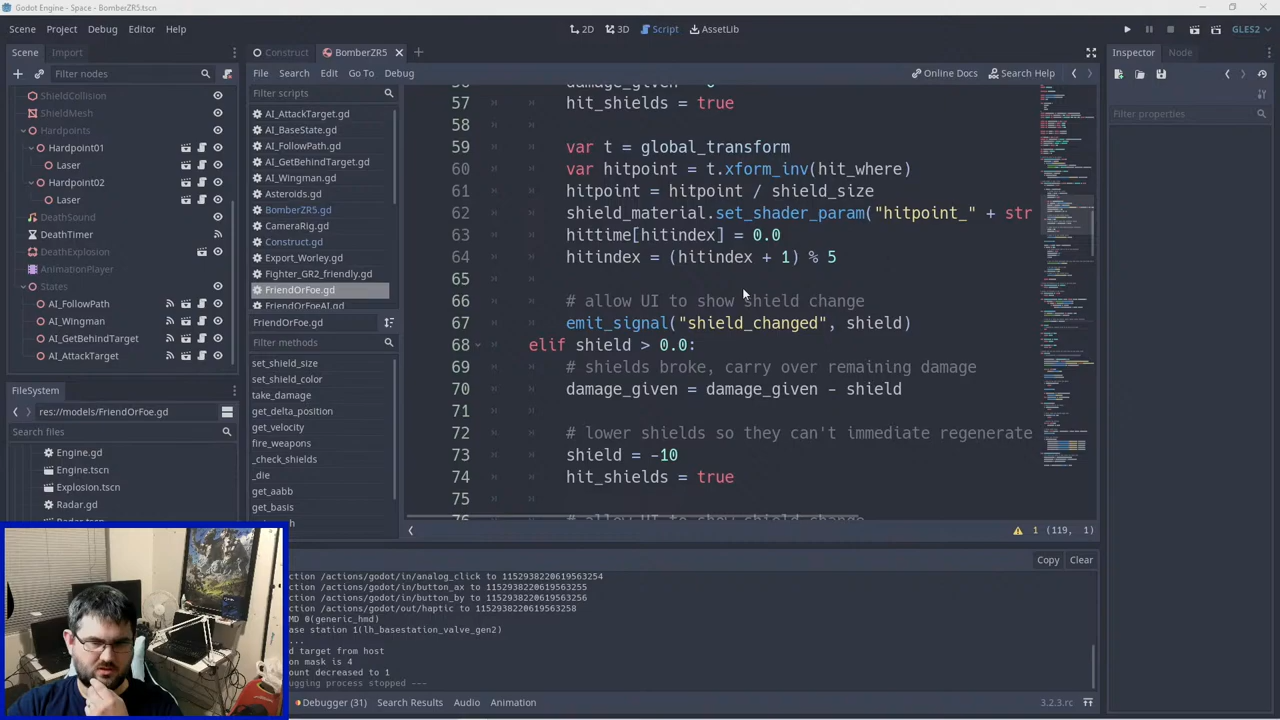 Godot Engine - Space - BomberZR5.tscn
Scene Project Debug Editor Help
2D 3D Script AssetLib
GLES2
Scene Import
Filter nodes
ShieldCollision
ShieldMesh
Hardpoints
Hardpoint01
Laser
Hardpoint02
Laser
DeathSound
DeathTimer
DeathExplosion
AnimationPlayer
States
AI_FollowPath
AI_Wingman
AI_GetBehindTarget
AI_AttackTarget
FileSystem
res://models/FriendOrFoe.gd
Search files
Engine.gd
Engine.tscn
Explosion.tscn
Radar.gd
Construct BomberZR5
File Search Edit Go To Debug
Online Docs Search Help
Filter scripts
AI_AttackTarget.gd
AI_BaseState.gd
AI_FollowPath.gd
AI_GetBehindTarget.gd
AI_Wingman.gd
Asteroids.gd
BomberZR5.gd
CameraRig.gd
Construct.gd
Export_Worley.gd
Fighter_GR2_friendly.gd
FriendOrFoe.gd
FriendOrFoeAI.gd
FriendOrFoe.gd
Filter methods
set_shield_size
set_shield_color
take_damage
get_delta_position
get_velocity
fire_weapons
_check_shields
_die
get_aabb
get_basis
57 hit_shields = true
58
59 var t = global_transform
60 var hitpoint = t.xform_inv(hit_where)
61 hitpoint = hitpoint / shield_size
62 shield_material.set_shader_param("hitpoint_" + str
63 hittime[hitindex] = 0.0
64 hitindex = (hitindex + 1) % 5
65
66 # allow UI to show shield change
67 emit_signal("shield_changed", shield)
68 elif shield > 0.0:
69 # shields broke, carry over remaining damage
70 damage_given = damage_given - shield
71
72 # lower shields so they can't immediate regenerate
73 shield = -10
74 hit_shields = true
75
76 # allow UI to show shield change
1 (119, 1)
Copy Clear
ction /actions/godot/in/analog_click to 1152938220619563254
ction /actions/godot/in/button_ax to 1152938220619563255
ction /actions/godot/in/button_by to 1152938220619563256
ction /actions/godot/out/haptic to 1152938220619563258
MD 0(generic_hmd)
ase station 1(lh_basestation_valve_gen2)
...
d target from host
on mask is 4
ount decreased to 1
ugging process stopped ---
Debugger (31) Search Results Audio Animation
3.2.3.rc
Inspector Node
Filter properties